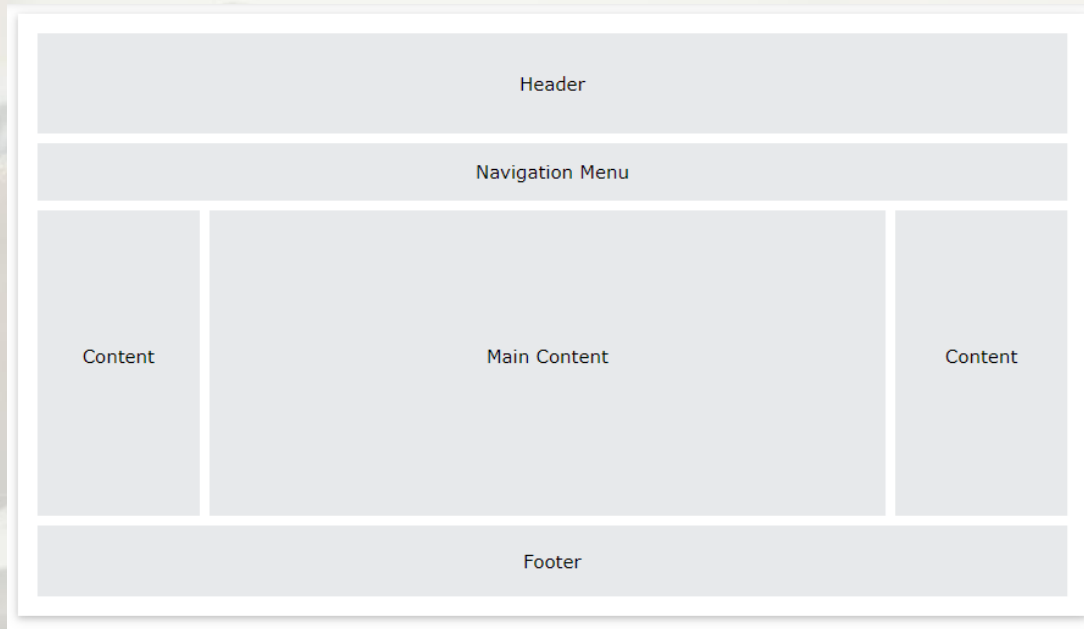 Header
Navigation Menu
Content
Main Content
Content
Footer